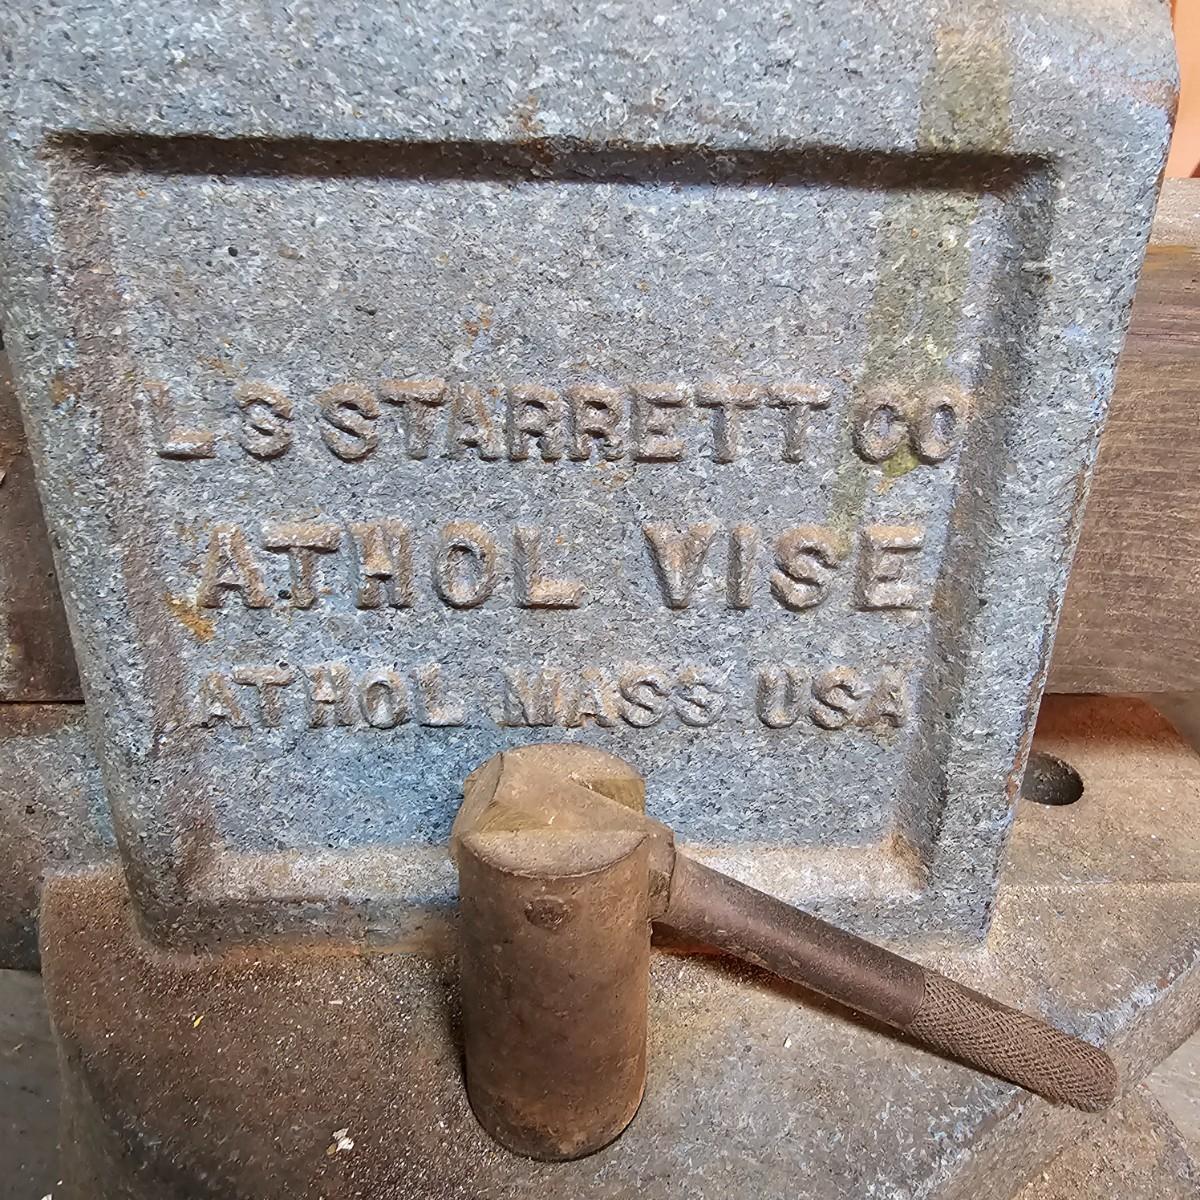 L S STARRETT CO
ATHOL VISE
ATHOL MASS USA